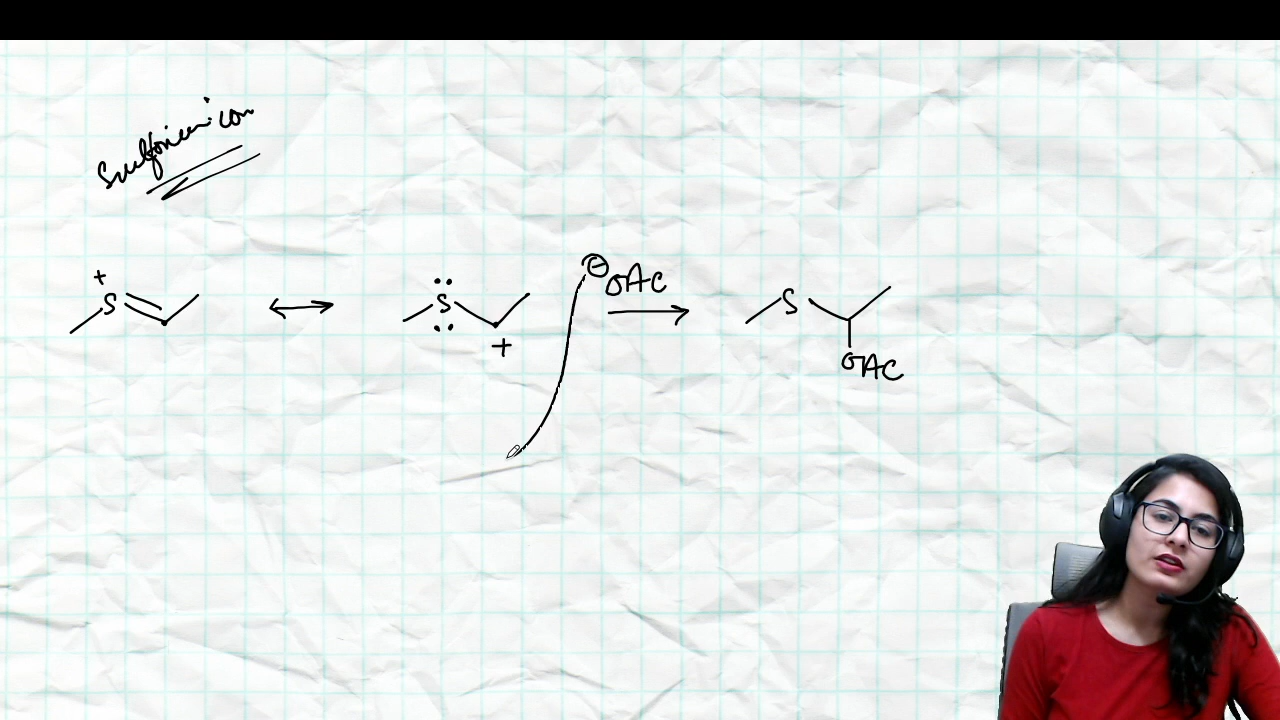 Sulfonium ion
+
S
S
+
⊖OAC
S
OAC